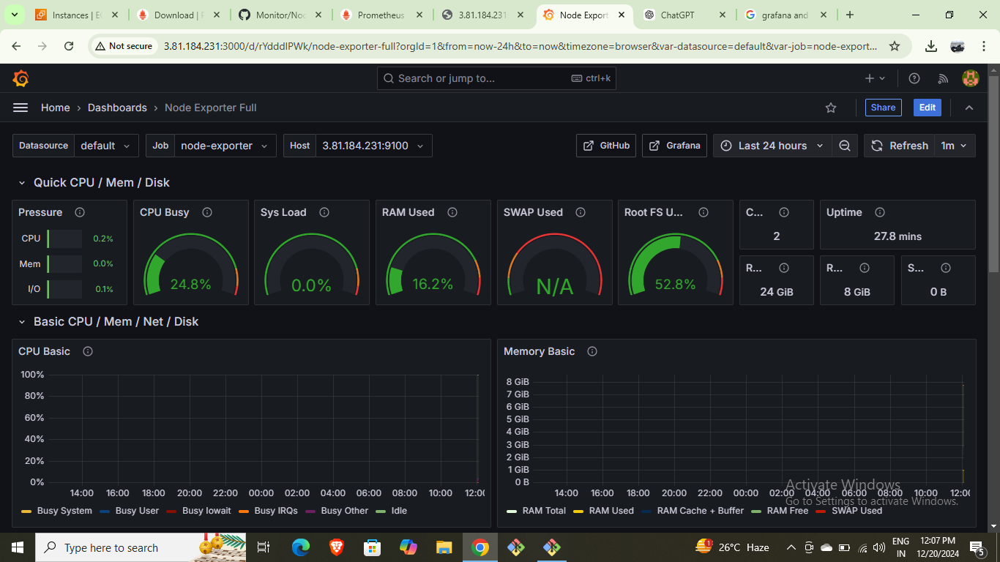 Instances | E
Download | 
Monitor/Noc
Prometheus
3.81.184.231
Node Export
ChatGPT
grafana and
Not secure
3.81.184.231:3000/d/rYdddlPWk/node-exporter-full?orgId=1&from=now-24h&to=now&timezone=browser&var-datasource=default&var-job=node-export...
Search or jump to... ctrl+k
Home › Dashboards › Node Exporter Full
Share Edit
Datasource default Job node-exporter Host 3.81.184.231:9100 GitHub Grafana Last 24 hours Refresh 1m
Quick CPU / Mem / Disk
Pressure CPU Busy Sys Load RAM Used SWAP Used Root FS U... C... Uptime
CPU 0.2%
Mem 0.0%
I/O 0.1%
24.8% 0.0% 16.2% N/A 52.8%
2 27.8 mins
R... R... S...
24 GiB 8 GiB 0 B
Basic CPU / Mem / Net / Disk
CPU Basic
100%
80%
60%
40%
20%
0%
14:00 16:00 18:00 20:00 22:00 00:00 02:00 04:00 06:00 08:00 10:00 12:0
Busy System Busy User Busy Iowait Busy IRQs Busy Other Idle
Memory Basic
8 GiB
7 GiB
6 GiB
5 GiB
4 GiB
3 GiB
2 GiB
1 GiB
0 B
14:00 16:00 18:00 20:00 22:00 00:00 02:00 04:00 06:00 08:00 10:00 12:0
RAM Total RAM Used RAM Cache + Buffer RAM Free SWAP Used
Activate Windows
Go to Settings to activate Windows.
Type here to search
1
26°C Haze
ENG
IN
12:07 PM
12/20/2024
5